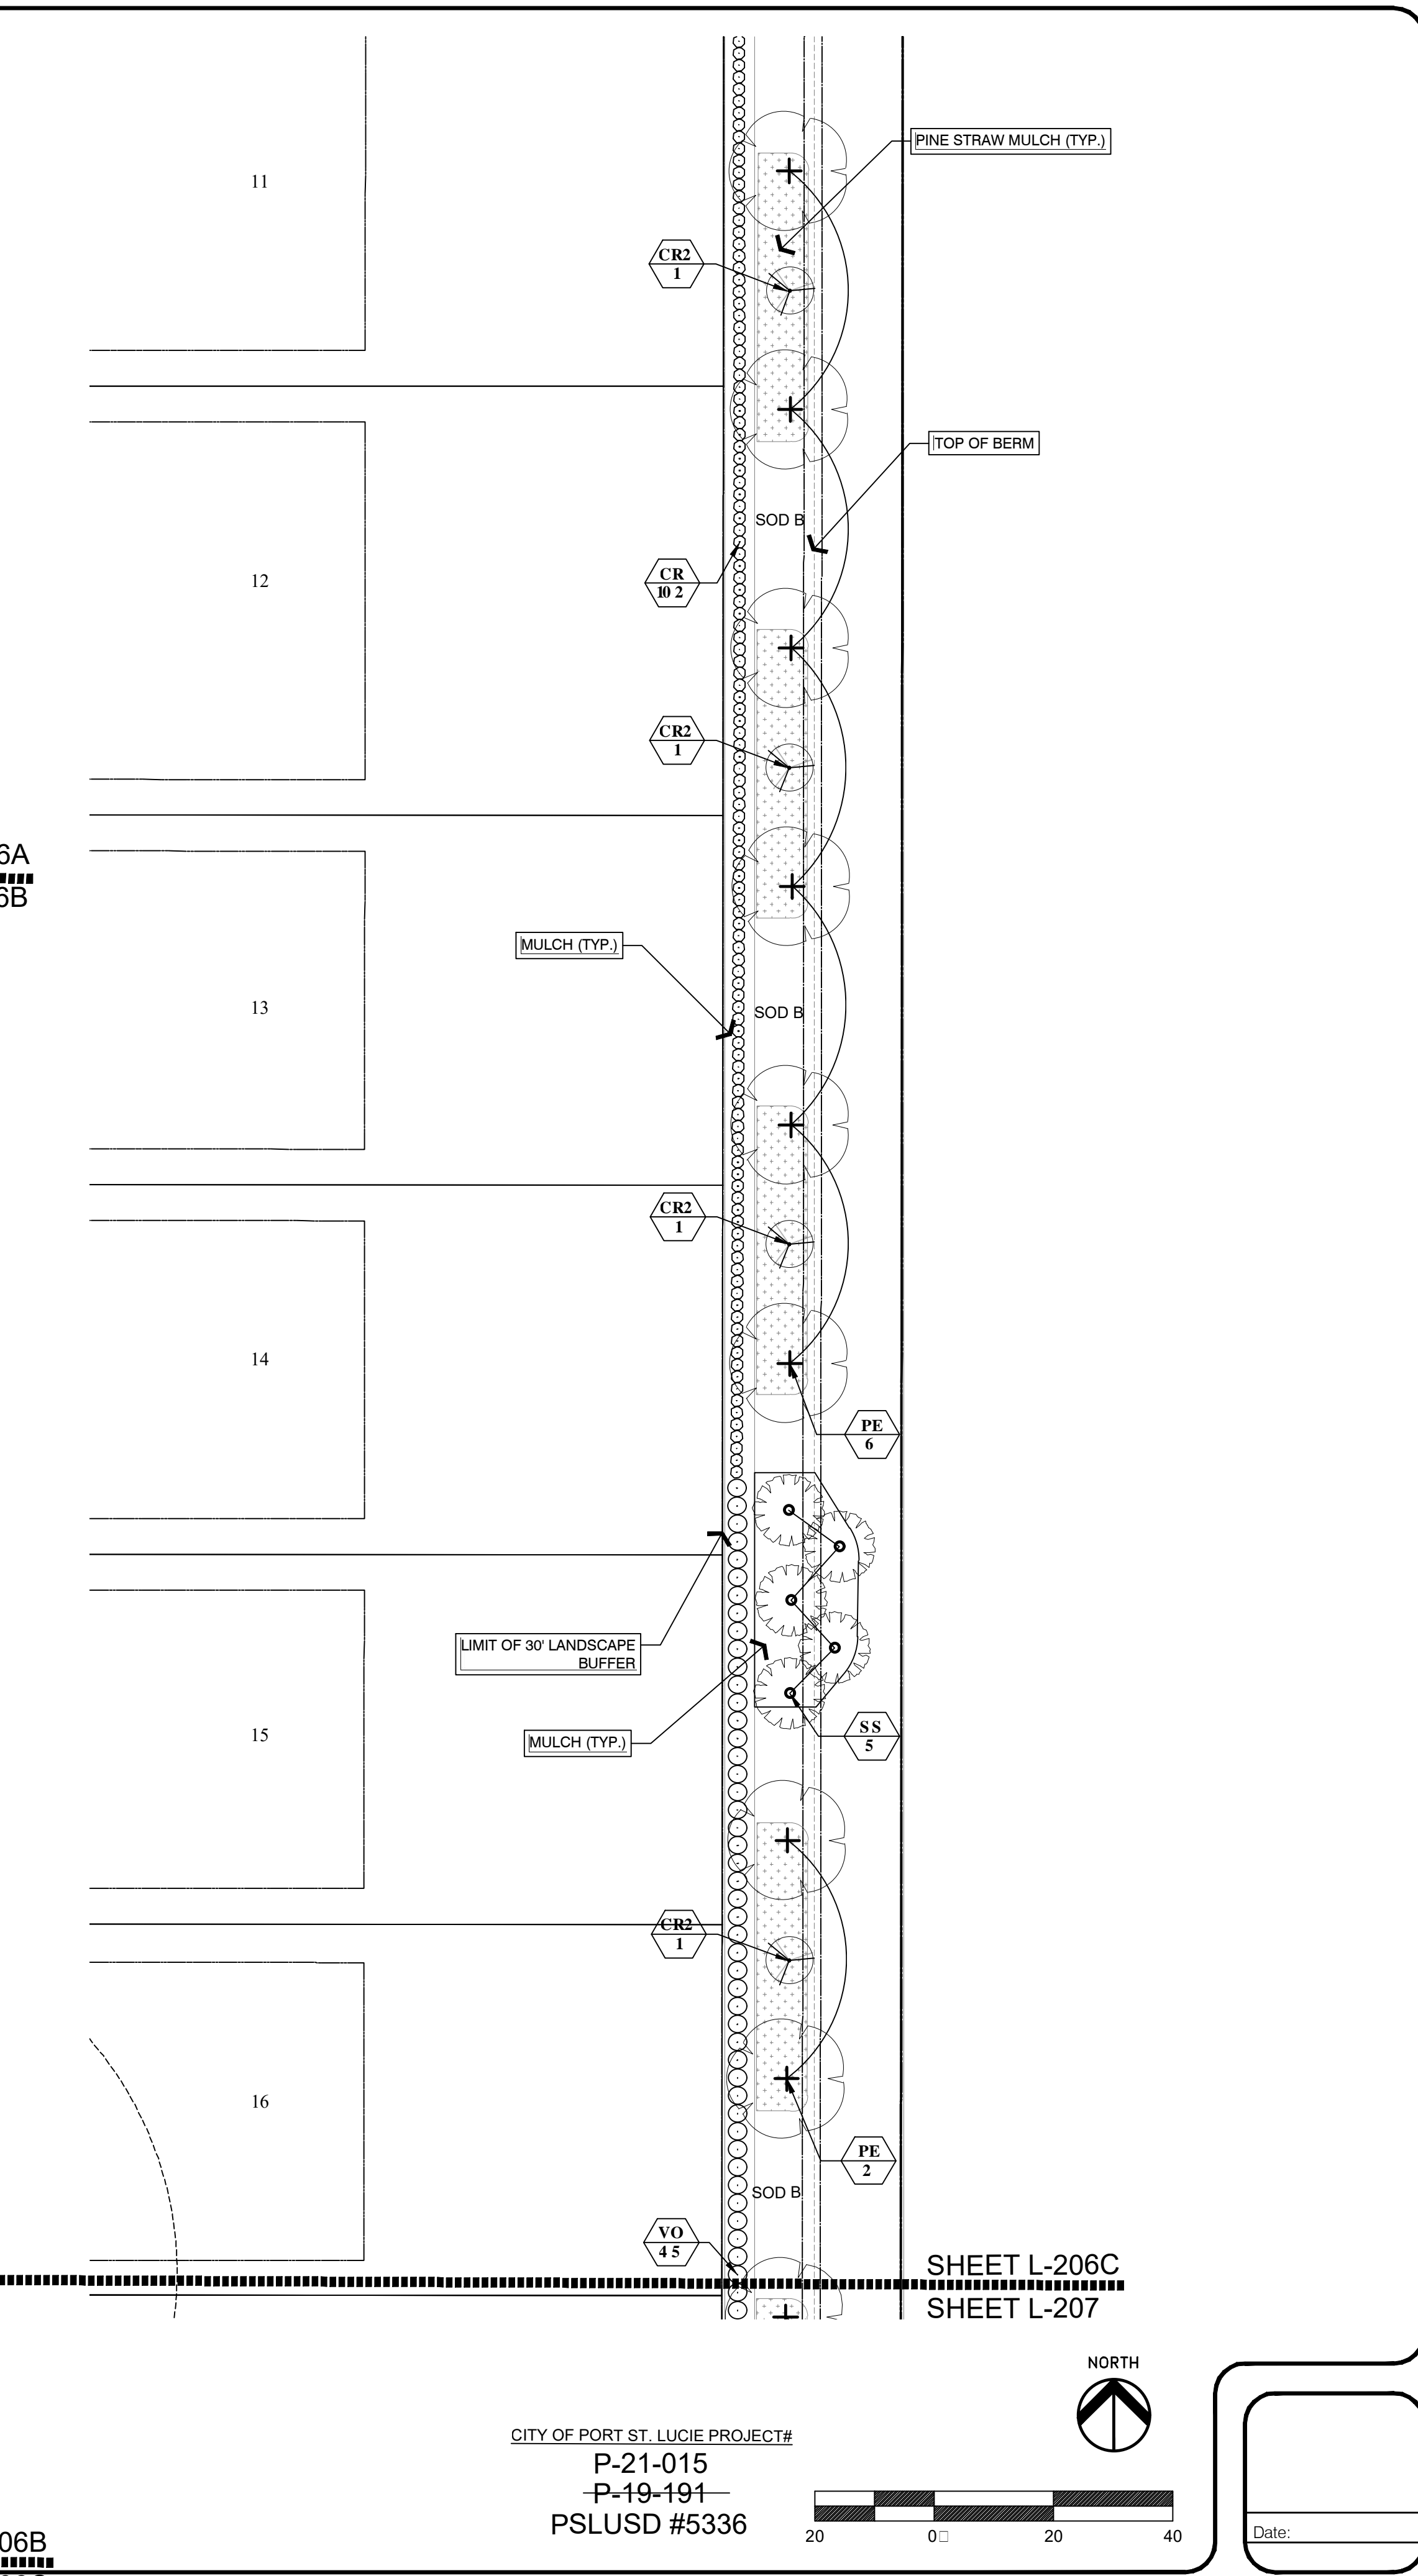 PINE STRAW MULCH (TYP.)
11
CR2
1
TOP OF BERM
SOD B
CR
10 2
12
CR2
1
6A
6B
MULCH (TYP.)
13
SOD B
CR2
1
14
PE
6
LIMIT OF 30' LANDSCAPE
BUFFER
SS
5
15
MULCH (TYP.)
CR2
1
16
PE
2
SOD B
VO
4 5
SHEET L-206C
SHEET L-207
NORTH
CITY OF PORT ST. LUCIE PROJECT#
P-21-015
P-19-191
PSLUSD #5336
20 0 20 40
Date:
06B